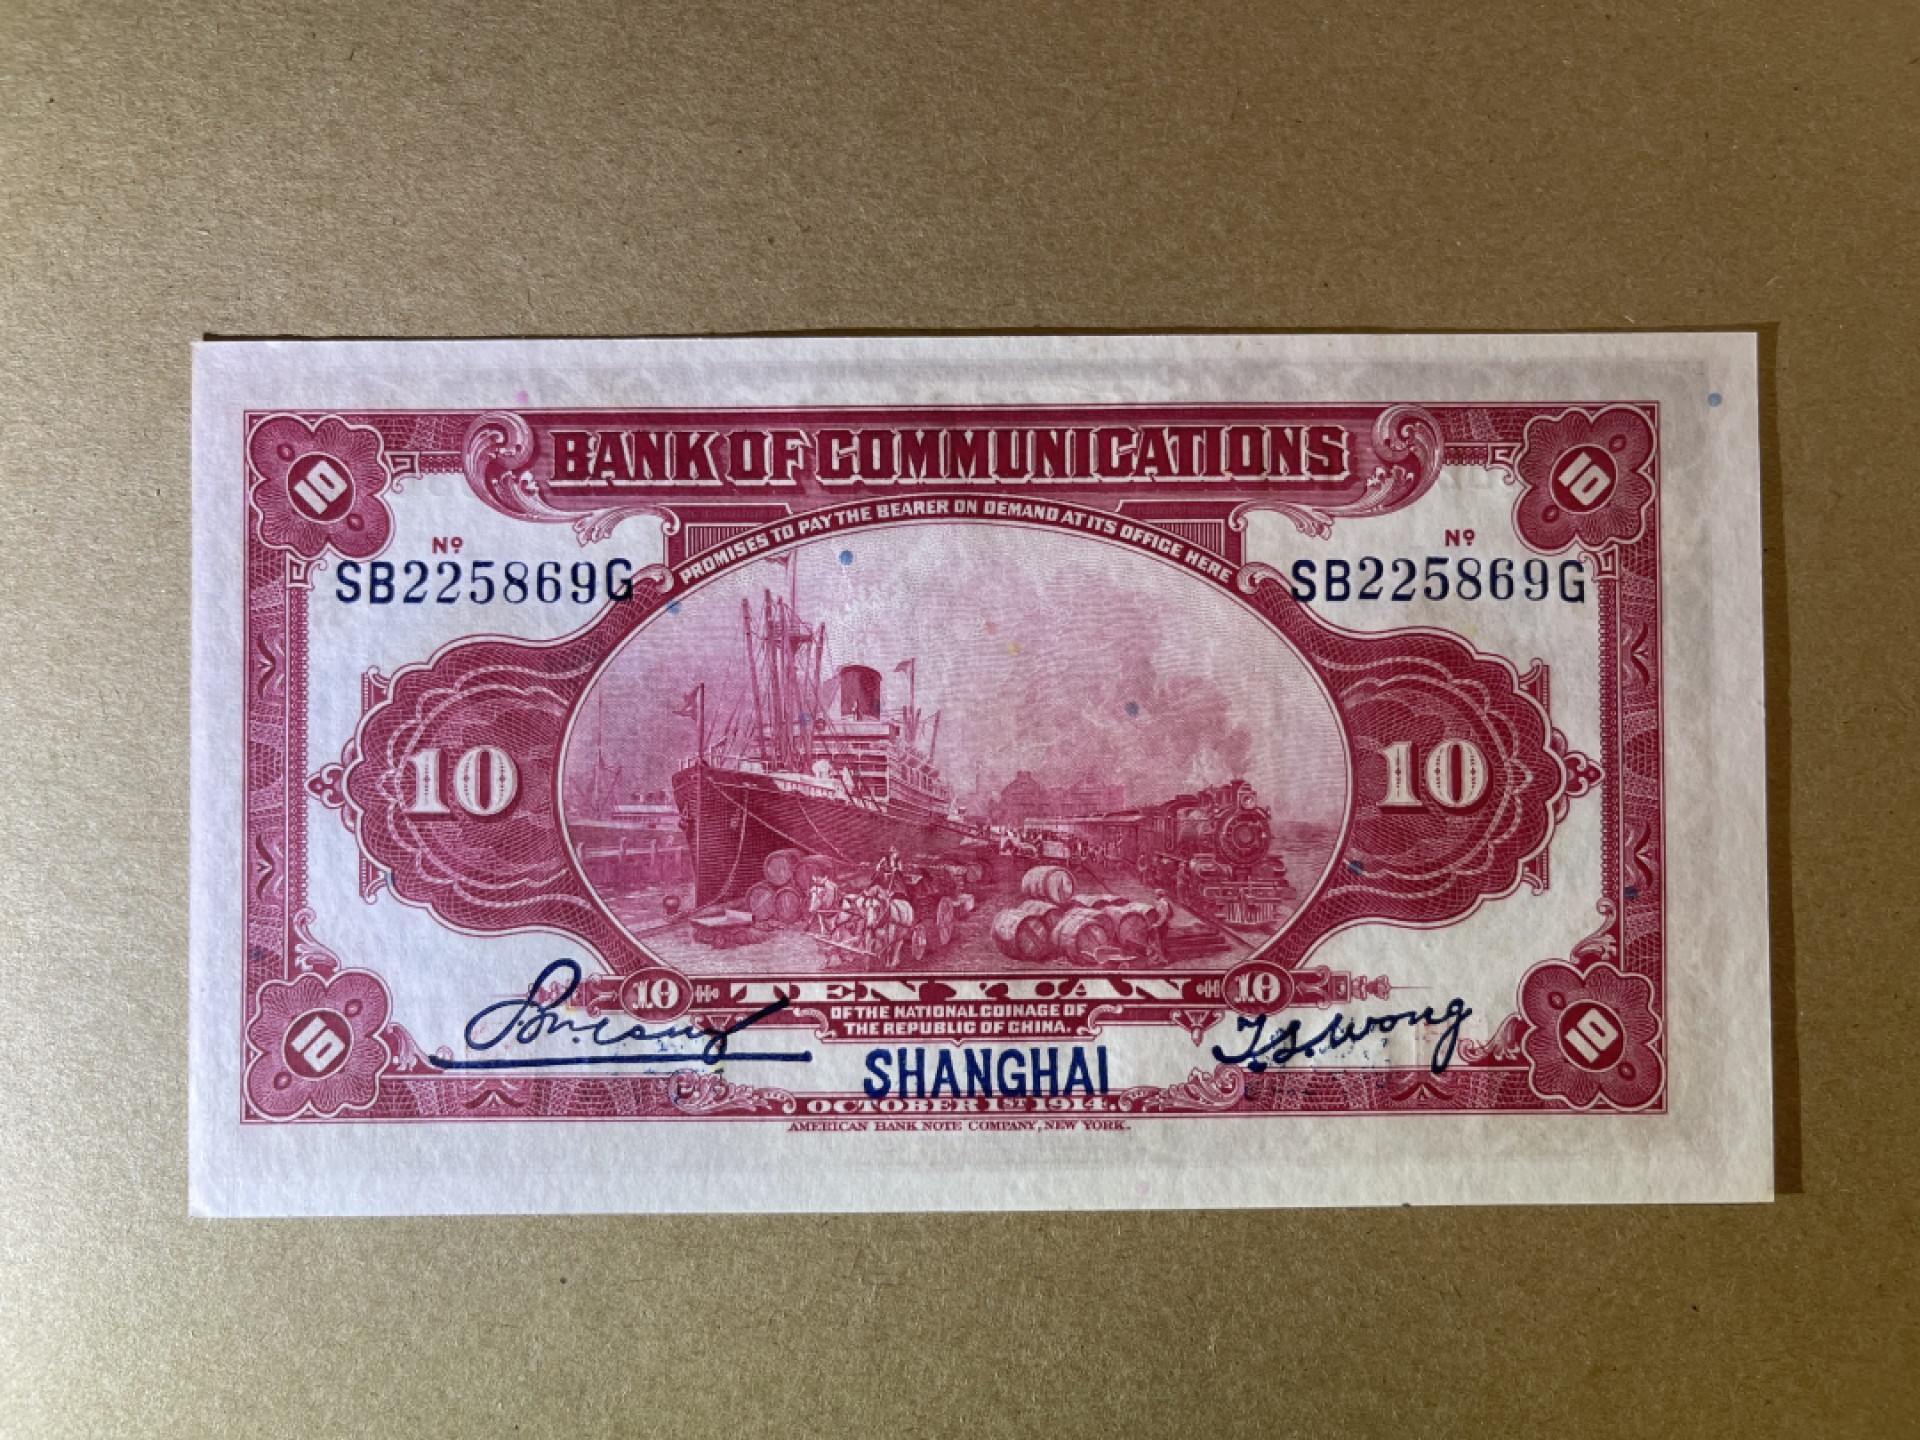 10 BANK OF COMMUNICATIONS 10
PROMISES TO PAY THE BEARER ON DEMAND AT ITS OFFICE HERE
Nº Nº
SB225869G SB225869G
10 10
10 TEN YUAN 10
OF THE NATIONAL COINAGE OF
THE REPUBLIC OF CHINA.
T.S. Wong
10 SHANGHAI 10
OCTOBER 1ST 1914.
AMERICAN BANK NOTE COMPANY, NEW YORK.